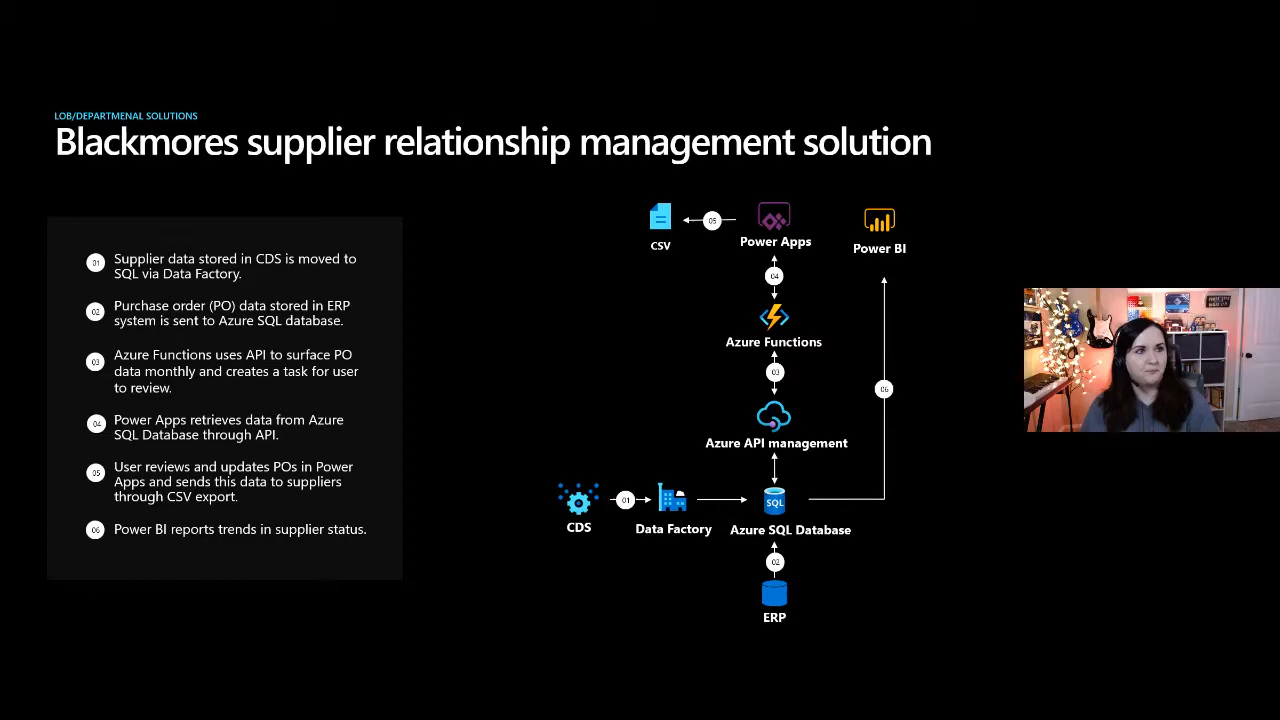 LOB/DEPARTMENAL SOLUTIONS
Blackmores supplier relationship management solution
01
Supplier data stored in CDS is moved to
SQL via Data Factory.
02
Purchase order (PO) data stored in ERP
system is sent to Azure SQL database.
03
Azure Functions uses API to surface PO
data monthly and creates a task for user
to review.
04
Power Apps retrieves data from Azure
SQL Database through API.
05
User reviews and updates POs in Power
Apps and sends this data to suppliers
through CSV export.
06
Power BI reports trends in supplier status.
CSV
05
Power Apps
Power BI
04
Azure Functions
03
06
Azure API management
CDS
01
Data Factory
SQL
Azure SQL Database
02
ERP